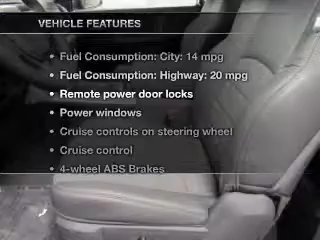 VEHICLE FEATURES
• Fuel Consumption: City: 14 mpg
• Fuel Consumption: Highway: 20 mpg
• Remote power door locks
• Power windows
• Cruise controls on steering wheel
• Cruise control
• 4-wheel ABS Brakes